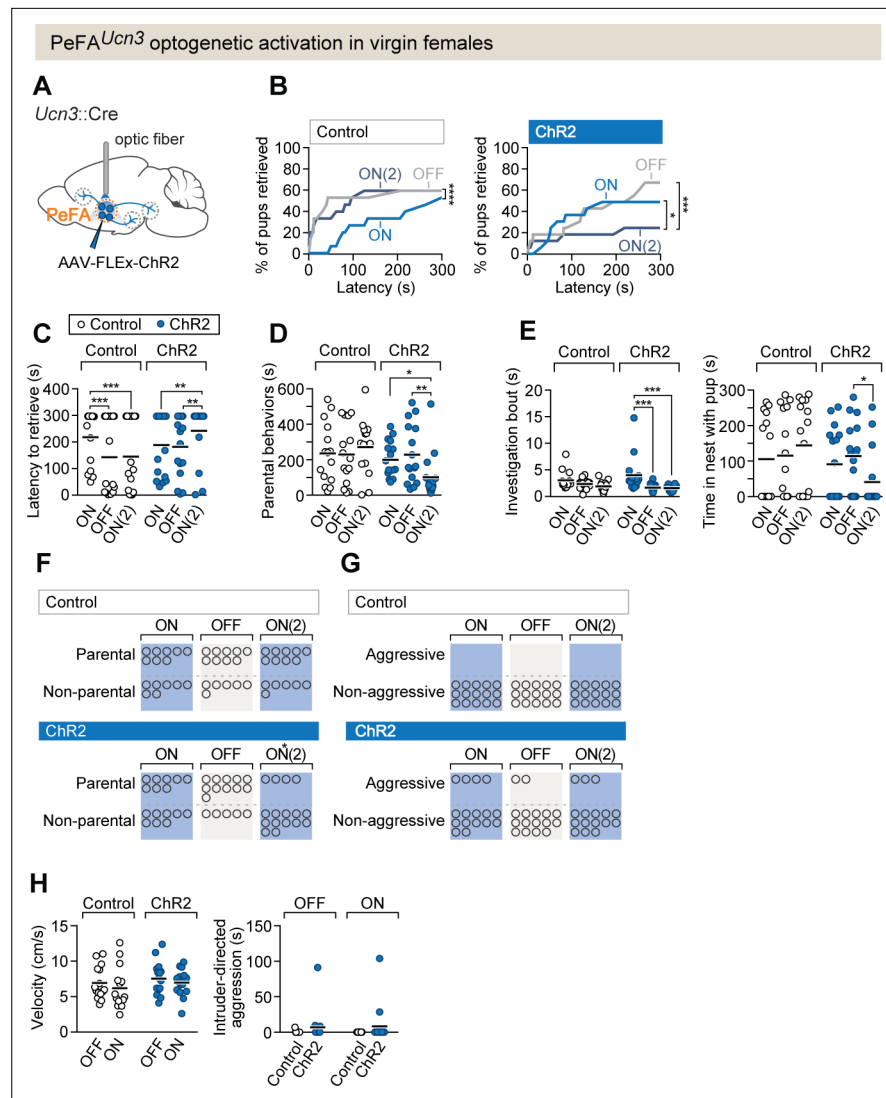 PeFAUcn3 optogenetic activation in virgin females
A
Ucn3::Cre
optic fiber
PeFA
AAV-FLEx-ChR2
B
Control
ChR2
% of pups retrieved
100
80
60
40
20
0
ON(2)
OFF
ON
****
0 100 200 300
Latency (s)
% of pups retrieved
100
80
60
40
20
0
OFF
ON
ON(2)
*
***
0 100 200 300
Latency (s)
Control ChR2
C
Control ChR2
Latency to retrieve (s)
400
300
200
100
0
*** *** ** **
ON OFF ON(2) ON OFF ON(2)
D
Control ChR2
Parental behaviors (s)
600
400
200
0
* **
ON OFF ON(2) ON OFF ON(2)
E
Control ChR2
Investigation bout (s)
20
15
10
5
0
*** ***
ON OFF ON(2) ON OFF ON(2)
Control ChR2
Time in nest with pup (s)
300
200
100
0
*
ON OFF ON(2) ON OFF ON(2)
F
Control
ON OFF ON(2)
Parental
Non-parental
ChR2
ON OFF ON(2)
*
Parental
Non-parental
G
Control
ON OFF ON(2)
Aggressive
Non-aggressive
ChR2
ON OFF ON(2)
Aggressive
Non-aggressive
H
Control ChR2
Velocity (cm/s)
15
10
5
0
OFF ON OFF ON
OFF ON
Intruder-directed
aggression (s)
150
100
50
0
Control ChR2 Control ChR2